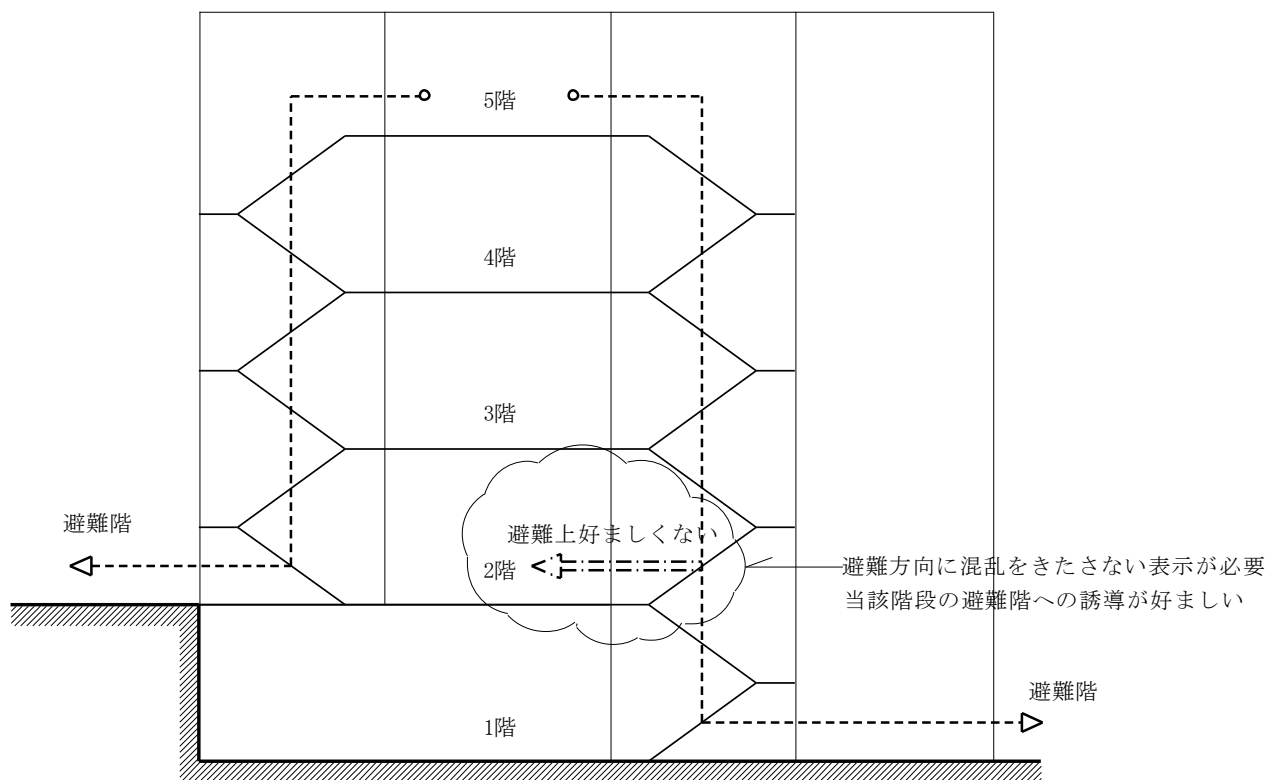 5階
4階
3階
避難階
避難上好ましくない
2階
避難方向に混乱をきたさない表示が必要
当該階段の避難階への誘導が好ましい
避難階
1階